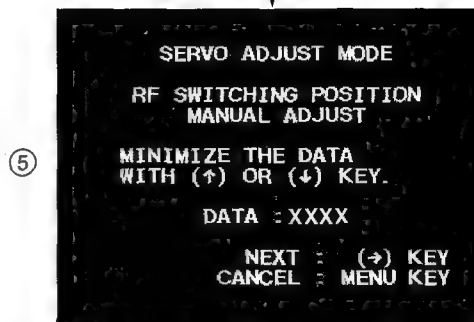 SERVO ADJUST MODE
RF SWITCHING POSITION
MANUAL ADJUST
⑤
MINIMIZE THE DATA
WITH (↑) OR (↓) KEY.
DATA : XXXX
NEXT : (→) KEY
CANCEL : MENU KEY